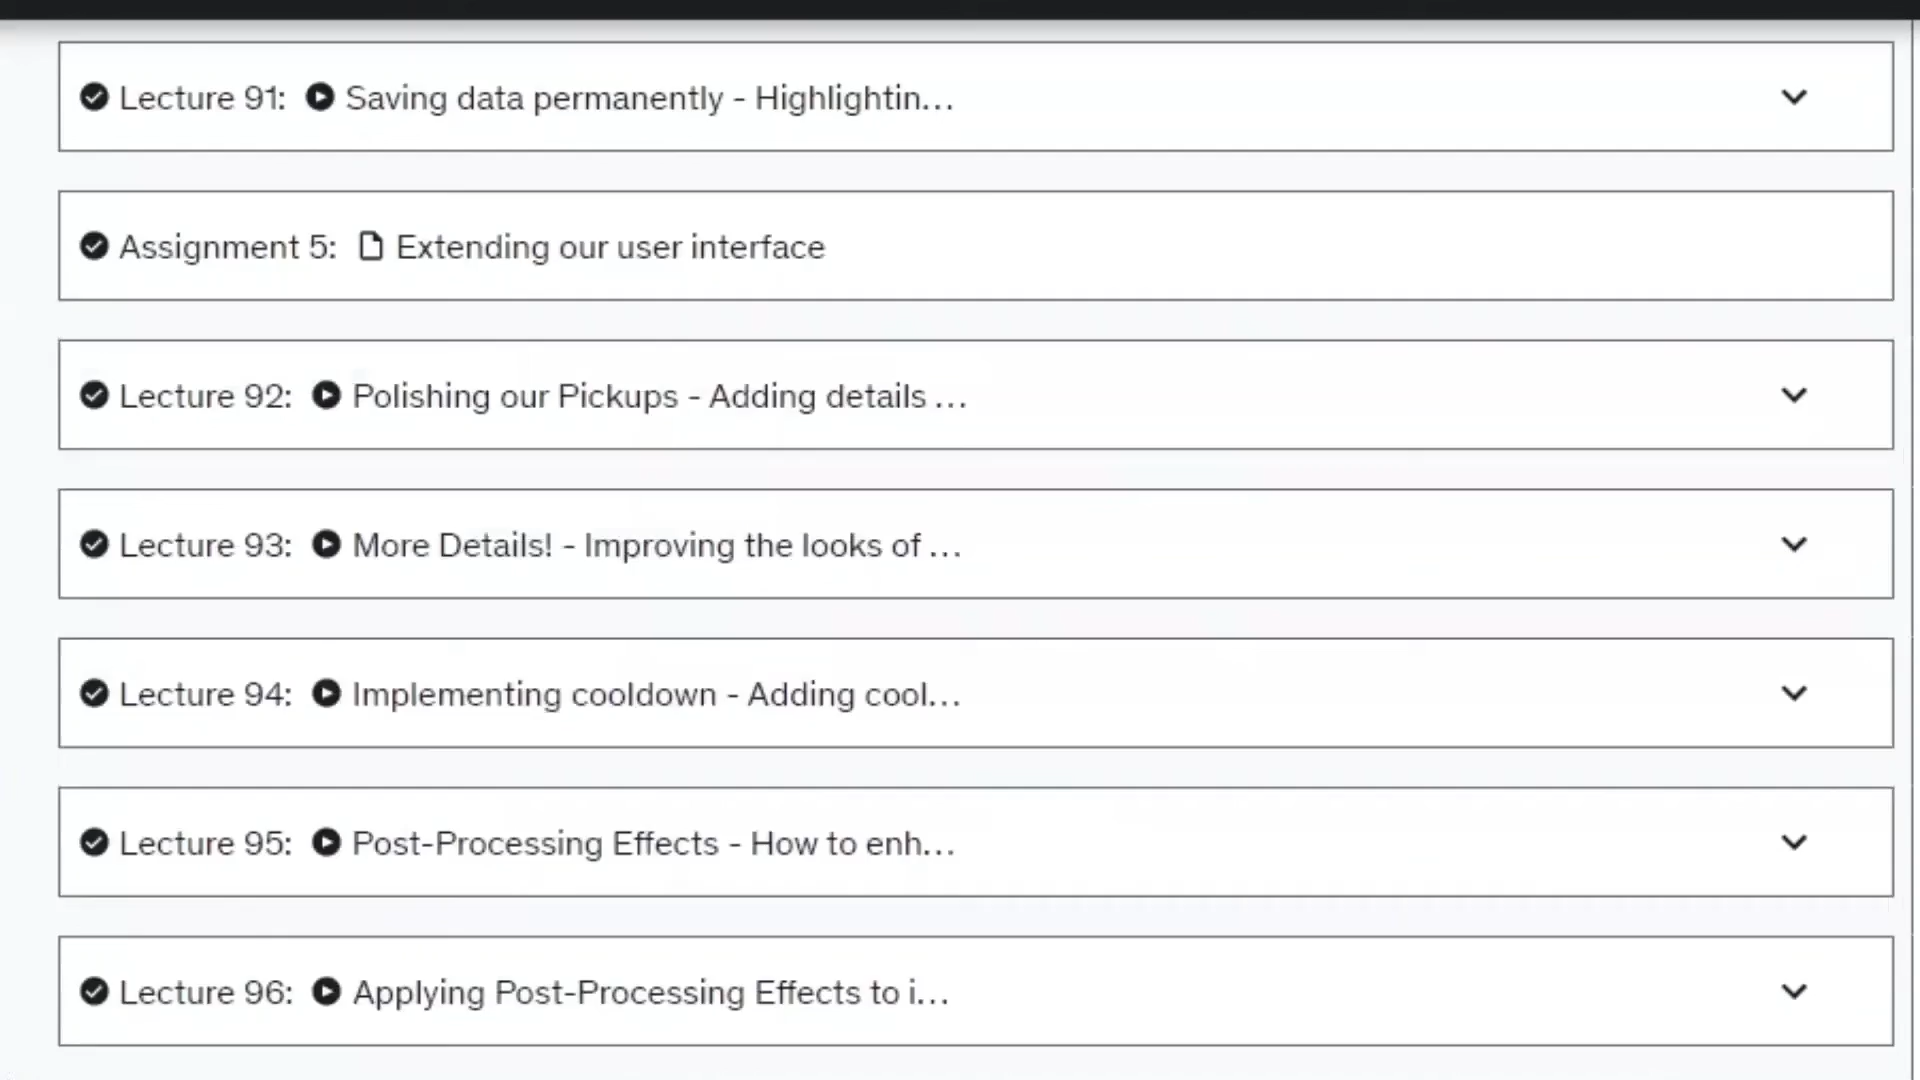 Lecture 91: Saving data permanently - Highlightin...
Assignment 5: Extending our user interface
Lecture 92: Polishing our Pickups - Adding details ...
Lecture 93: More Details! - Improving the looks of ...
Lecture 94: Implementing cooldown - Adding cool...
Lecture 95: Post-Processing Effects - How to enh...
Lecture 96: Applying Post-Processing Effects to i...